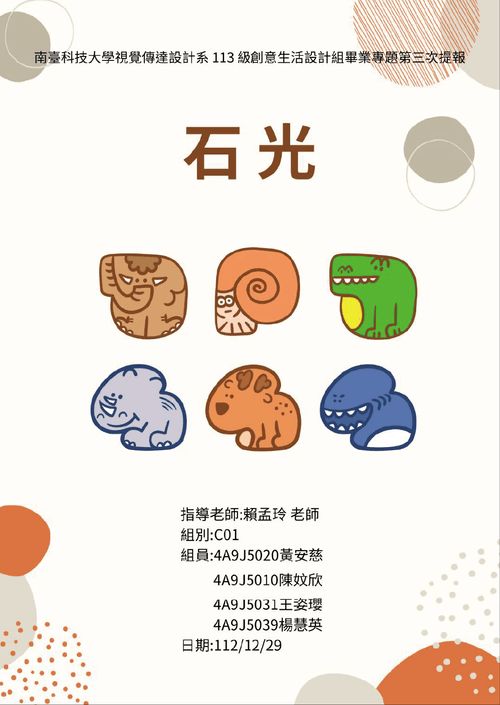 南臺科技大學視覺傳達設計系 113 級創意生活設計組畢業專題第三次提報
石光
指導老師:賴孟玲 老師
組別:C01
組員:4A9J5020黃安慈
4A9J5010陳妏欣
4A9J5031王姿瓔
4A9J5039楊慧英
日期:112/12/29